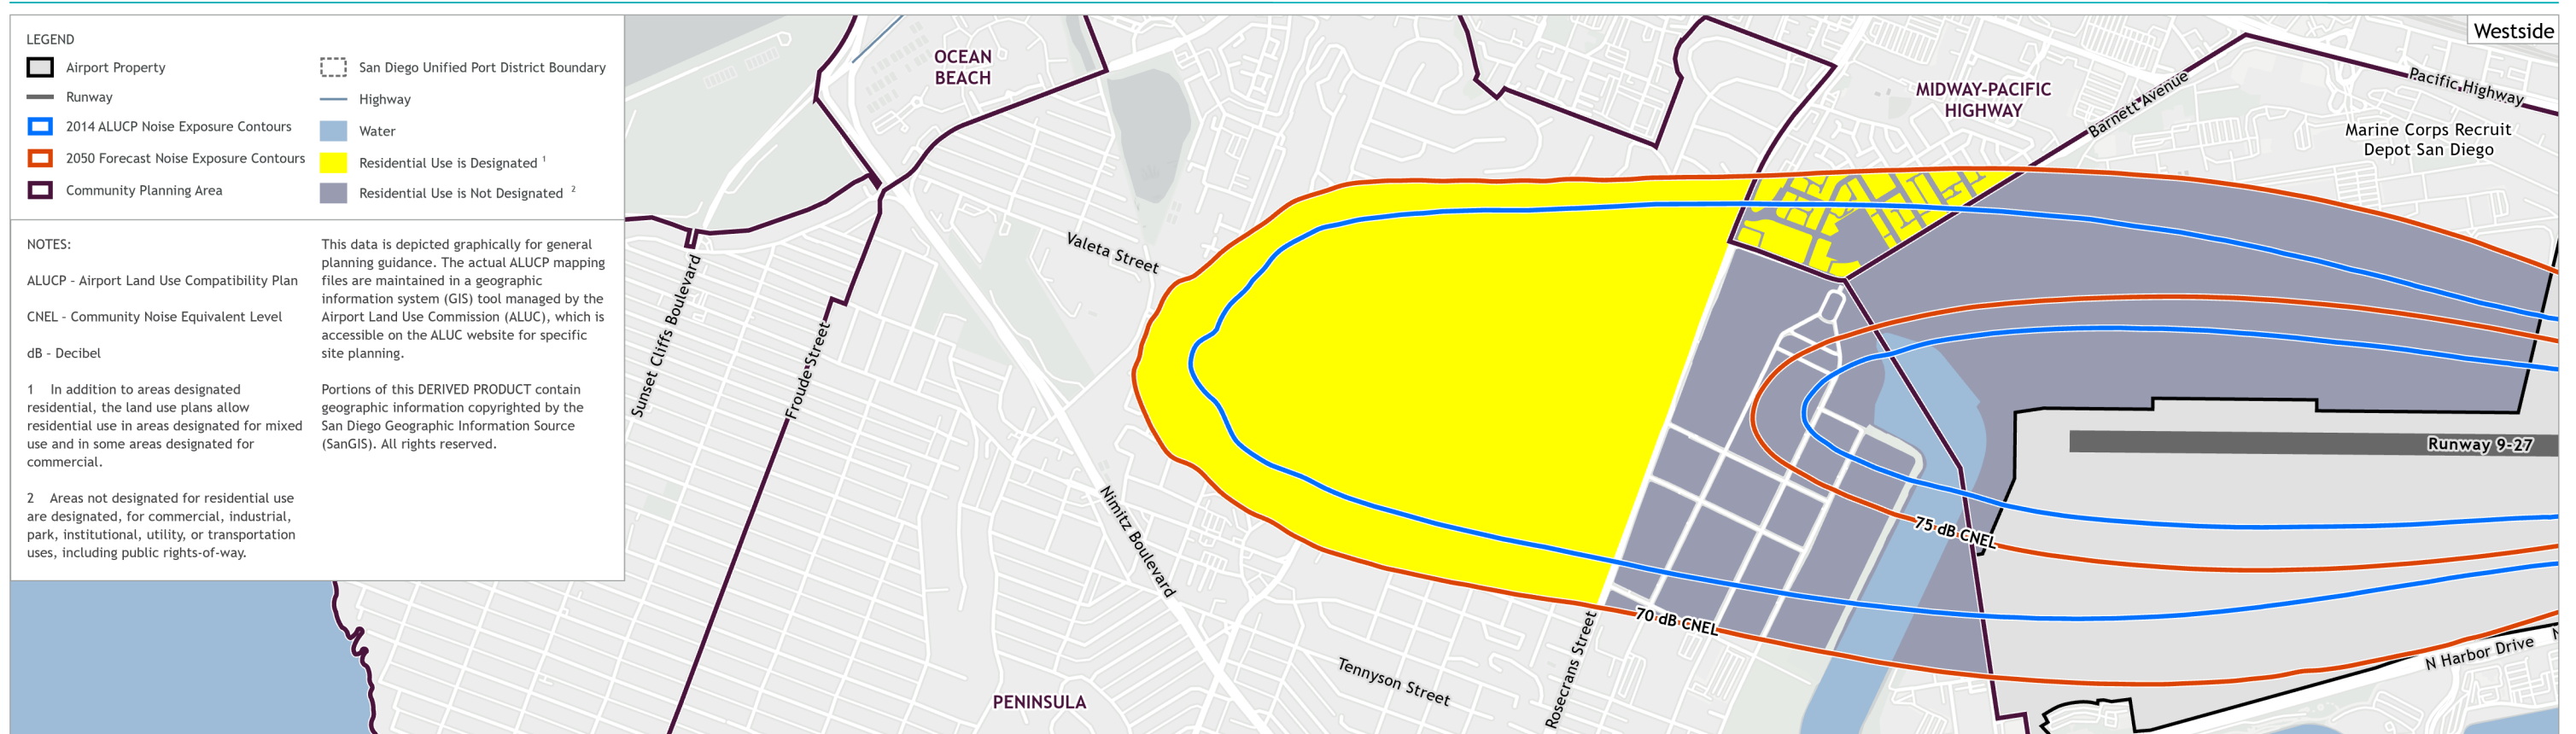 LEGEND
Airport Property
Runway
2014 ALUCP Noise Exposure Contours
2050 Forecast Noise Exposure Contours
Community Planning Area
San Diego Unified Port District Boundary
Highway
Water
Residential Use is Designated 1
Residential Use is Not Designated 2
NOTES:
ALUCP - Airport Land Use Compatibility Plan
CNEL - Community Noise Equivalent Level
dB - Decibel
1 In addition to areas designated
residential, the land use plans allow
residential use in areas designated for mixed
use and in some areas designated for
commercial.
2 Areas not designated for residential use
are designated, for commercial, industrial,
park, institutional, utility, or transportation
uses, including public rights-of-way.
This data is depicted graphically for general
planning guidance. The actual ALUCP mapping
files are maintained in a geographic
information system (GIS) tool managed by the
Airport Land Use Commission (ALUC), which is
accessible on the ALUC website for specific
site planning.
Portions of this DERIVED PRODUCT contain
geographic information copyrighted by the
San Diego Geographic Information Source
(SanGIS). All rights reserved.
OCEAN
BEACH
Valeta Street
Sunset Cliffs Boulevard
Froude Street
Nimitz Boulevard
PENINSULA
Tennyson Street
Rosecrans Street
70 dB CNEL
75 dB CNEL
MIDWAY-PACIFIC
HIGHWAY
Barnett Avenue
Pacific Highway
Westside
Marine Corps Recruit
Depot San Diego
Runway 9-27
N Harbor Drive
N